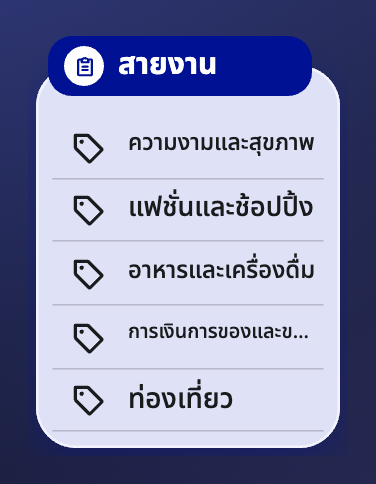 สายงาน
ความงามและสุขภาพ
แฟชั่นและช้อปปิ้ง
อาหารและเครื่องดื่ม
การเงินการของและข...
ท่องเที่ยว